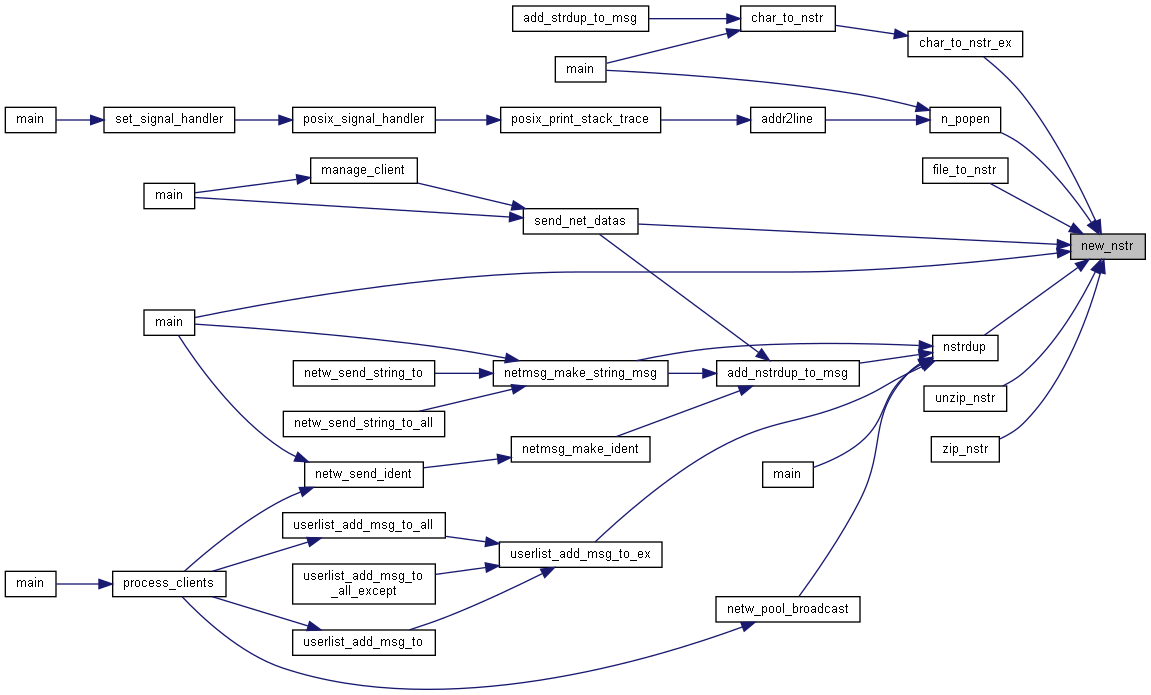 add_strdup_to_msg
char_to_nstr
char_to_nstr_ex
main
main
set_signal_handler
posix_signal_handler
posix_print_stack_trace
addr2line
n_popen
manage_client
file_to_nstr
main
send_net_datas
new_nstr
main
nstrdup
netw_send_string_to
netmsg_make_string_msg
add_nstrdup_to_msg
unzip_nstr
netw_send_string_to_all
netmsg_make_ident
zip_nstr
netw_send_ident
main
userlist_add_msg_to_all
userlist_add_msg_to_ex
main
process_clients
userlist_add_msg_to
_all_except
netw_pool_broadcast
userlist_add_msg_to